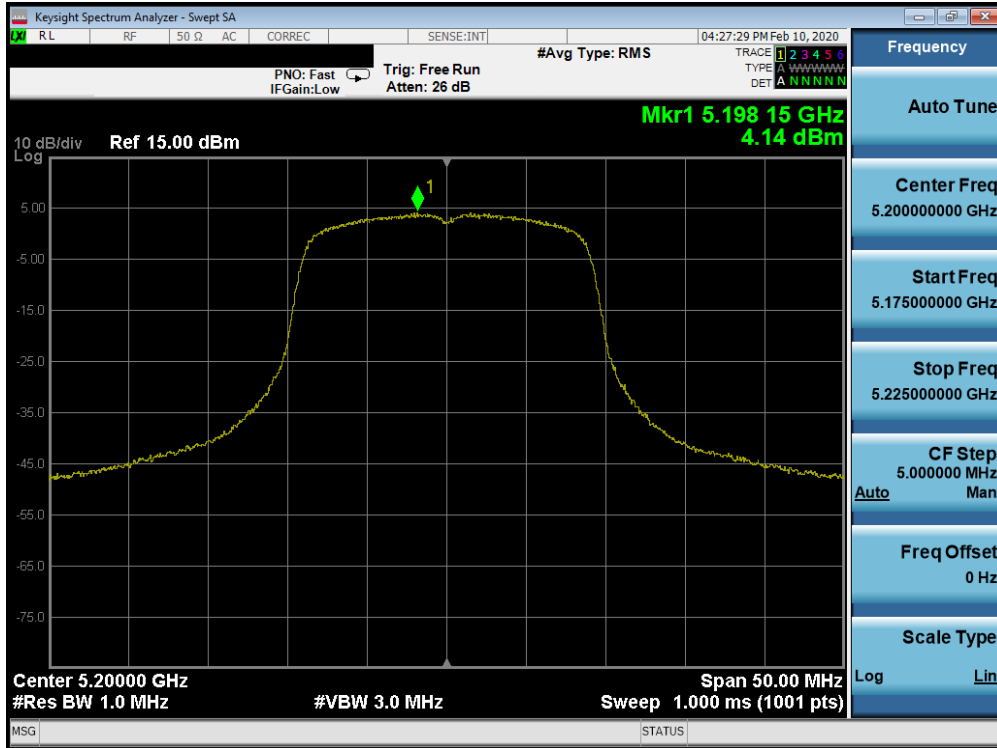 Keysight Spectrum Analyzer - Swept SA
LXI RL RF 50 Ω AC CORREC SENSE:INT 04:27:29 PM Feb 10, 2020
#Avg Type: RMS TRACE 1 2 3 4 5 6
PNO: Fast Trig: Free Run TYPE A WWWWW
IFGain:Low Atten: 26 dB DET A N N N N N
Mkr1 5.198 15 GHz
4.14 dBm
10 dB/div Ref 15.00 dBm
Log
1
5.00
-5.00
-15.0
-25.0
-35.0
-45.0
-55.0
-65.0
-75.0
Center 5.20000 GHz Span 50.00 MHz
#Res BW 1.0 MHz #VBW 3.0 MHz Sweep 1.000 ms (1001 pts)
MSG STATUS
Frequency
Auto Tune
Center Freq
5.200000000 GHz
Start Freq
5.175000000 GHz
Stop Freq
5.225000000 GHz
CF Step
5.000000 MHz
Auto Man
Freq Offset
0 Hz
Scale Type
Log Lin